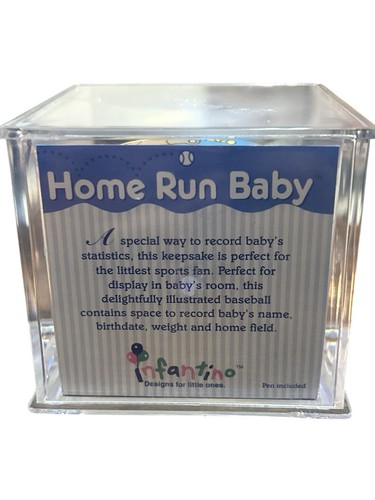 Home Run Baby™
A special way to record baby's
statistics, this keepsake is perfect for
the littlest sports fan. Perfect for
display in baby's room, this
delightfully illustrated baseball
contains space to record baby's name,
birthdate, weight and home field.
infantino™
Designs for little ones.
Pen included